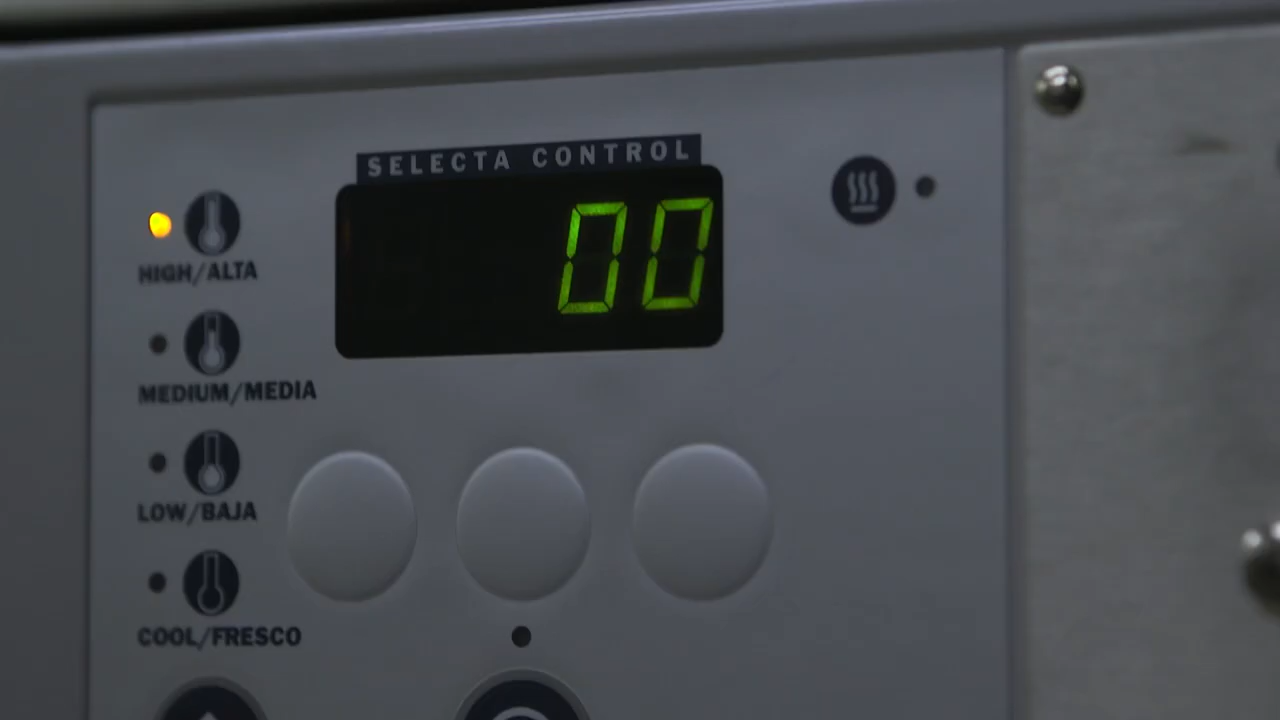 SELECTA CONTROL
00
HIGH/ALTA
MEDIUM/MEDIA
LOW/BAJA
COOL/FRESCO